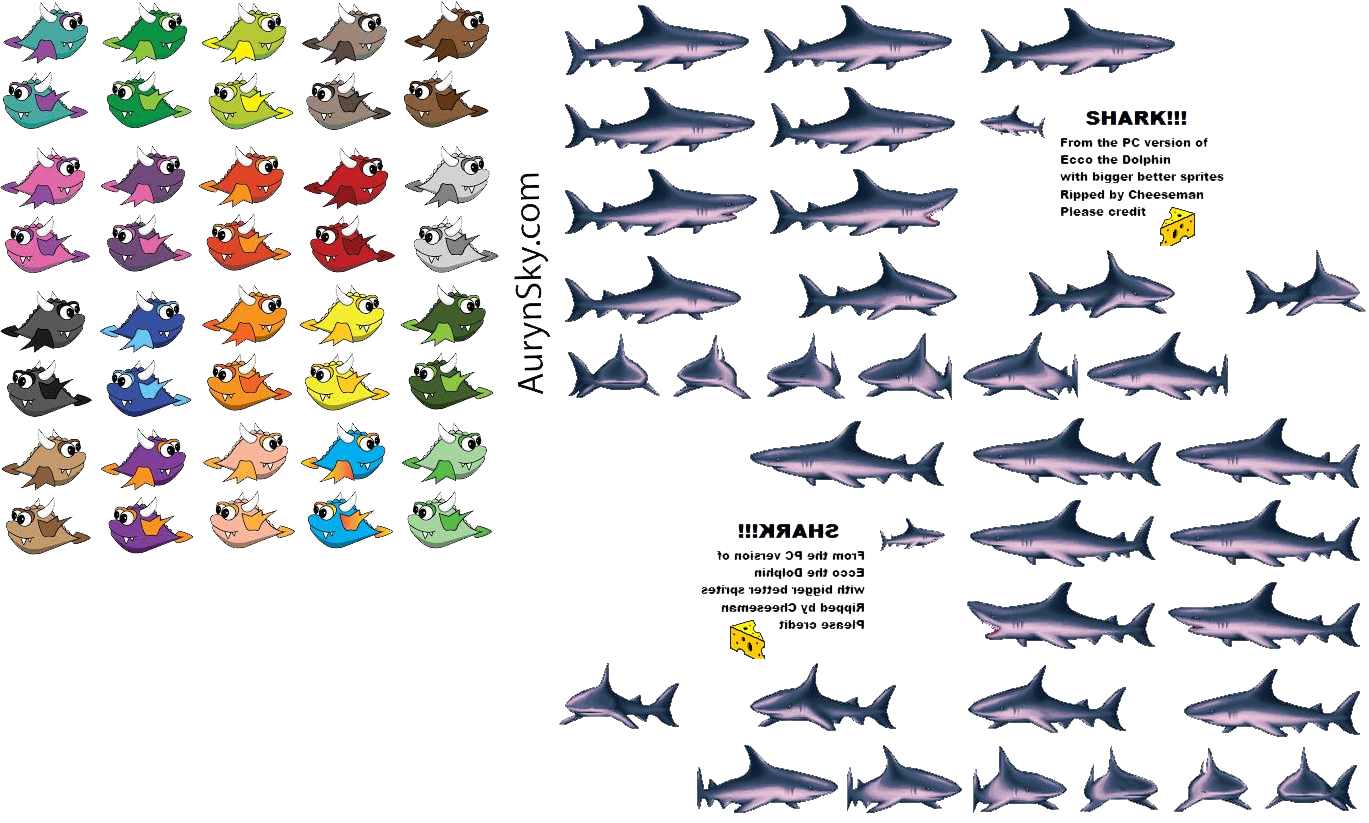 AurynSky.com
SHARK!!!
From the PC version of
Ecco the Dolphin
with bigger better sprites
Ripped by Cheeseman
Please credit
SHARK!!!
From the PC version of
Ecco the Dolphin
with bigger better sprites
Ripped by Cheeseman
Please credit